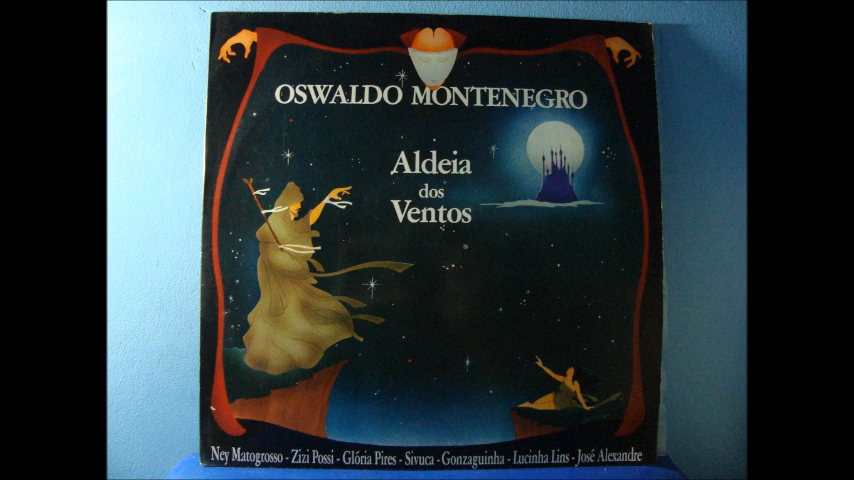 OSWALDO MONTENEGRO
Aldeia
dos
Ventos
Ney Matogrosso - Zizi Possi - Glória Pires - Sivuca - Gonzaguinha - Lucinha Lins - José Alexandre